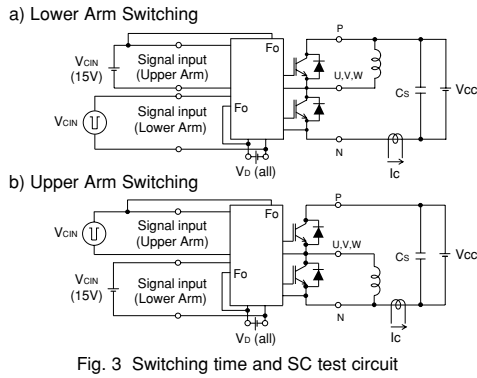 a) Lower Arm Switching
P
Fo
VCIN
(15V)
Signal input
(Upper Arm)
U,V,W
CS
VCC
Fo
VCIN
Signal input
(Lower Arm)
VD (all)
N
IC
b) Upper Arm Switching
P
Fo
VCIN
Signal input
(Upper Arm)
U,V,W
CS
VCC
Fo
VCIN
(15V)
Signal input
(Lower Arm)
VD (all)
N
IC
Fig. 3 Switching time and SC test circuit